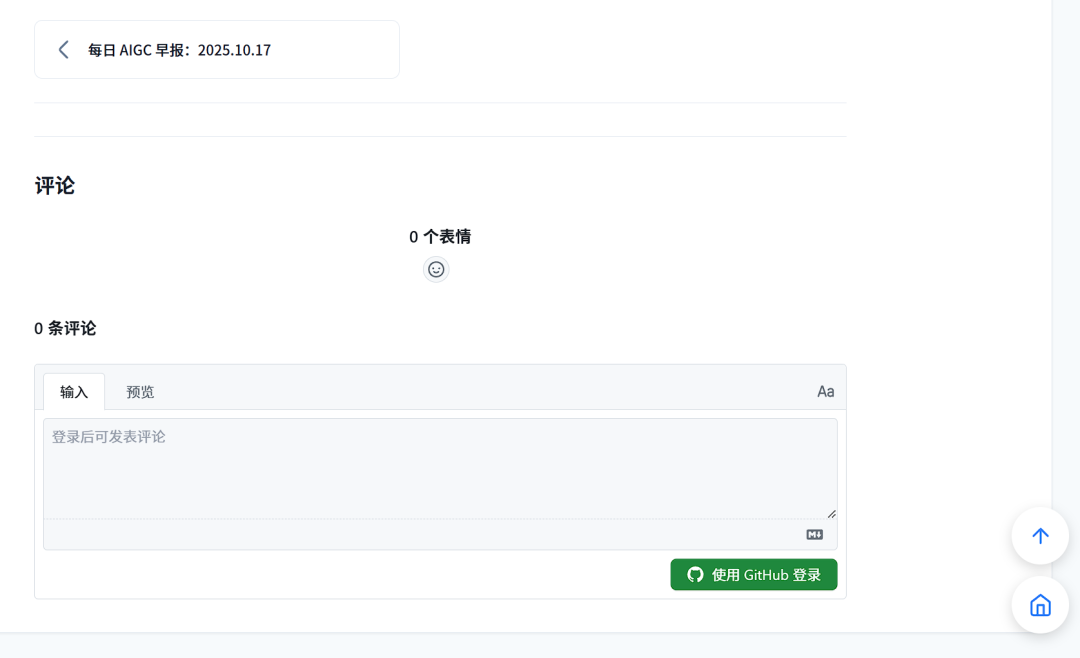 每日 AIGC 早报：2025.10.17
评论
0 个表情
0 条评论
输入 预览 Aa
登录后可发表评论
使用 GitHub 登录